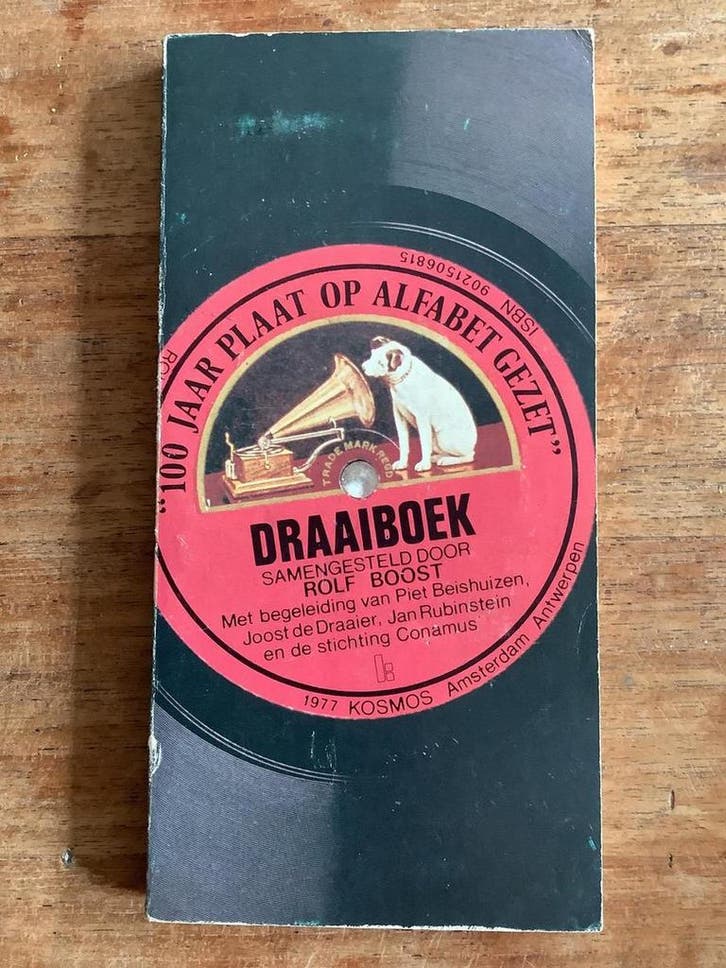 "100 JAAR PLAAT OP ALFABET GEZET"
ISBN 9021506815
TRADE MARK REGD
DRAAIBOEK
SAMENGESTELD DOOR
ROLF BOOST
Met begeleiding van Piet Beishuizen,
Joost de Draaier, Jan Rubinstein
en de stichting Conamus
1977 KOSMOS Amsterdam Antwerpen